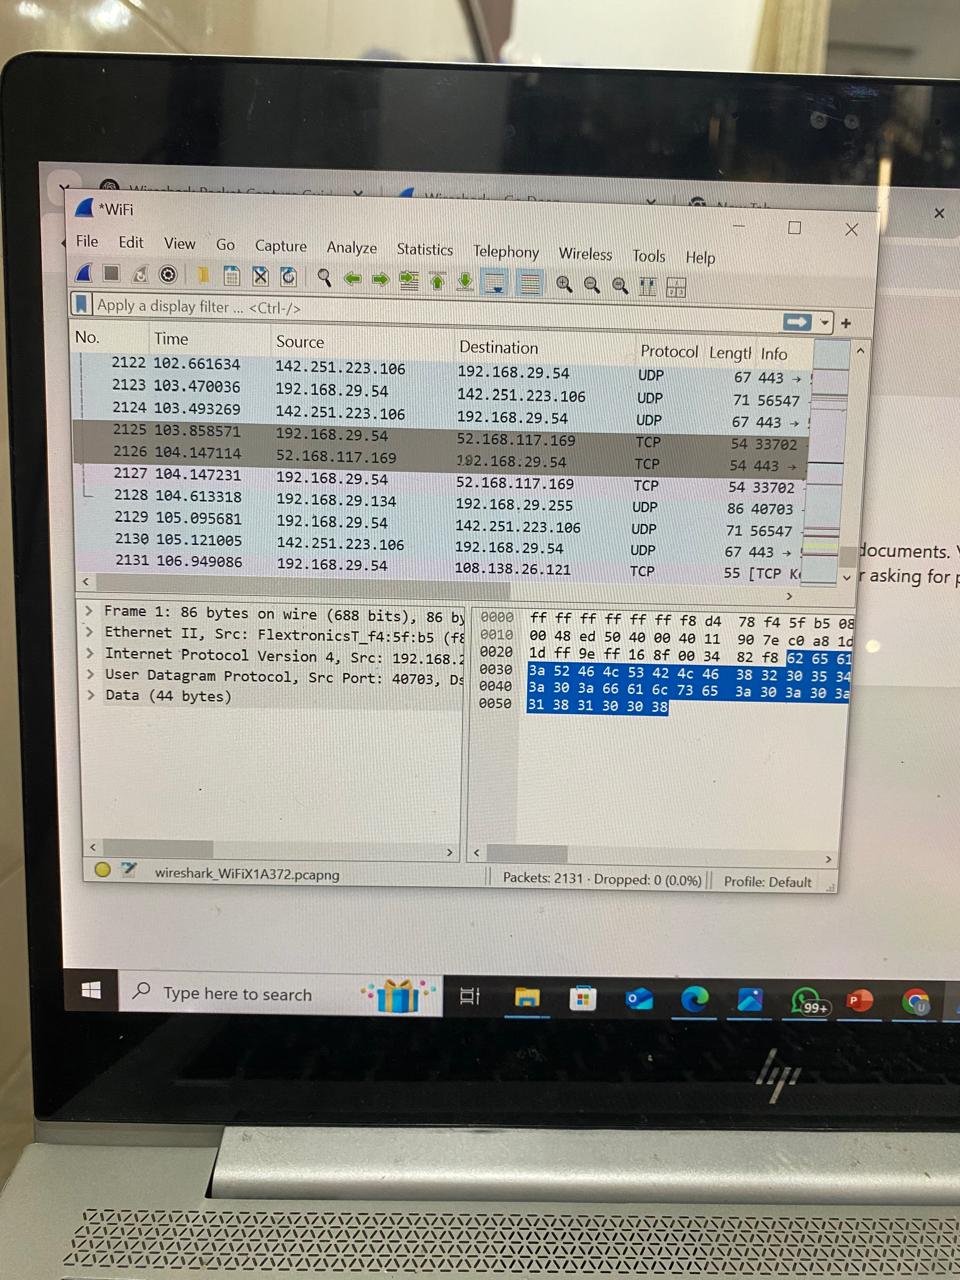 *WiFi
File Edit View Go Capture Analyze Statistics Telephony Wireless Tools Help
Apply a display filter ... <Ctrl-/>
No. Time Source Destination Protocol Length Info
2122 102.661634 142.251.223.106 192.168.29.54 UDP 67 443 →
2123 103.470036 192.168.29.54 142.251.223.106 UDP 71 56547
2124 103.493269 142.251.223.106 192.168.29.54 UDP 67 443 →
2125 103.858571 192.168.29.54 52.168.117.169 TCP 54 33702
2126 104.147114 52.168.117.169 192.168.29.54 TCP 54 443 →
2127 104.147231 192.168.29.54 52.168.117.169 TCP 54 33702
2128 104.613318 192.168.29.134 192.168.29.255 UDP 86 40703
2129 105.095681 192.168.29.54 142.251.223.106 UDP 71 56547
2130 105.121005 142.251.223.106 192.168.29.54 UDP 67 443 →
2131 106.949086 192.168.29.54 108.138.26.121 TCP 55 [TCP
documents.
r asking for p
Frame 1: 86 bytes on wire (688 bits), 86 by
Ethernet II, Src: FlextronicsT_f4:5f:b5 (f8
Internet Protocol Version 4, Src: 192.168.2
User Datagram Protocol, Src Port: 40703, Ds
Data (44 bytes)
0000 ff ff ff ff ff ff f8 d4 78 f4 5f b5 08
0010 00 48 ed 50 40 00 40 11 90 7e c0 a8 1d
0020 1d ff 9e ff 16 8f 00 34 82 f8 62 65 61
0030 3a 52 46 4c 53 42 4c 46 38 32 30 35 34
0040 3a 30 3a 66 61 6c 73 65 3a 30 3a 30 3a
0050 31 38 31 30 30 38
wireshark_WiFiX1A372.pcapng Packets: 2131 · Dropped: 0 (0.0%) Profile: Default
Type here to search
99+
hp